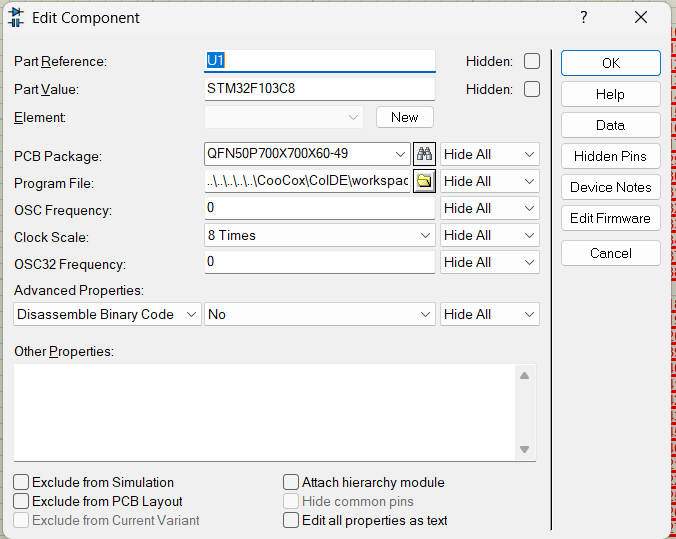 Edit Component ?
Part Reference: U1 Hidden: OK
Part Value: STM32F103C8 Hidden: Help
Element: New Data
PCB Package: QFN50P700X700X60-49 Hide All Hidden Pins
Program File: ..\..\..\..\..\CooCox\CoIDE\workspac Hide All Device Notes
OSC Frequency: 0 Hide All Edit Firmware
Clock Scale: 8 Times Hide All
OSC32 Frequency: 0 Hide All Cancel
Advanced Properties:
Disassemble Binary Code No Hide All
Other Properties:
Exclude from Simulation Attach hierarchy module
Exclude from PCB Layout Hide common pins
Exclude from Current Variant Edit all properties as text